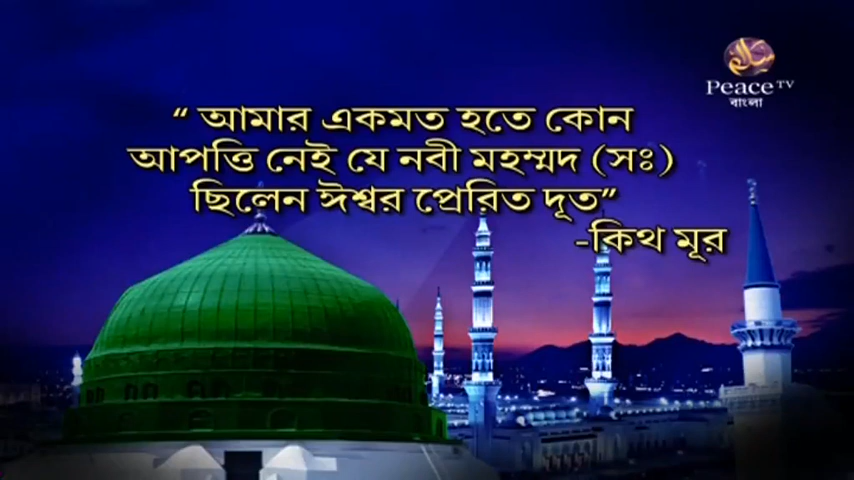 Peace TV
বাংলা
“ আমার একমত হতে কোন
আপত্তি নেই যে নবী মহম্মদ (সঃ)
ছিলেন ঈশ্বর প্রেরিত দূত”
-কিথ মূর